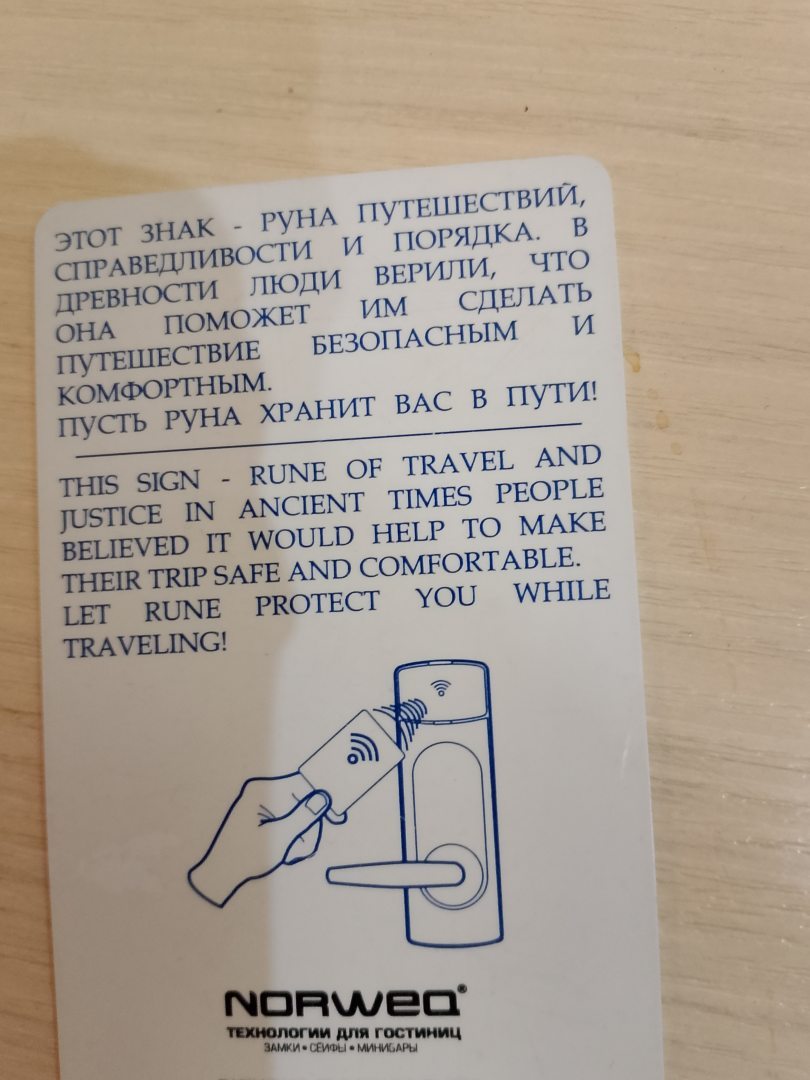 ЭТОТ ЗНАК - РУНА ПУТЕШЕСТВИЙ,
СПРАВЕДЛИВОСТИ И ПОРЯДКА. В
ДРЕВНОСТИ ЛЮДИ ВЕРИЛИ, ЧТО
ОНА ПОМОЖЕТ ИМ СДЕЛАТЬ
ПУТЕШЕСТВИЕ БЕЗОПАСНЫМ И
КОМФОРТНЫМ.
ПУСТЬ РУНА ХРАНИТ ВАС В ПУТИ!
THIS SIGN - RUNE OF TRAVEL AND
JUSTICE IN ANCIENT TIMES PEOPLE
BELIEVED IT WOULD HELP TO MAKE
THEIR TRIP SAFE AND COMFORTABLE.
LET RUNE PROTECT YOU WHILE
TRAVELING!
NORWEQ®
ТЕХНОЛОГИИ ДЛЯ ГОСТИНИЦ
ЗАМКИ • СЕЙФЫ • МИНИБАРЫ